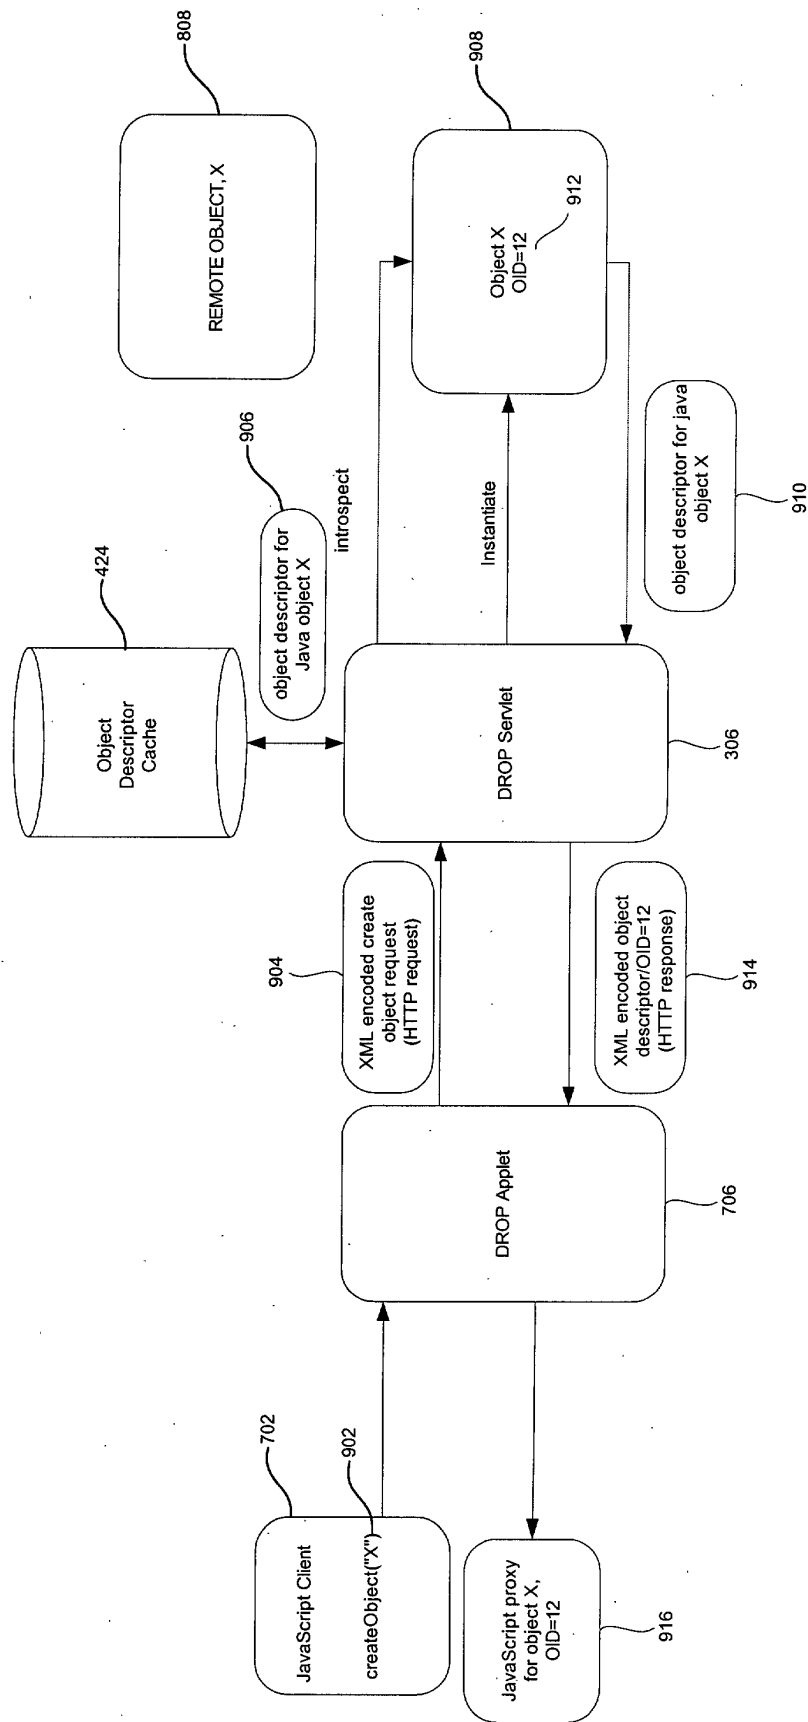 702
JavaScript Client
902
createObject("X")
JavaScript proxy
for object X,
OID=12
916
DROP Applet
706
904
XML encoded create
object request
(HTTP request)
XML encoded object
descriptor/OID=12
(HTTP response)
914
424
Object
Descriptor
Cache
906
object descriptor for
Java object X
DROP Servlet
306
introspect
Instantiate
object descriptor for java
object X
910
808
REMOTE OBJECT, X
908
Object X
OID=12
912